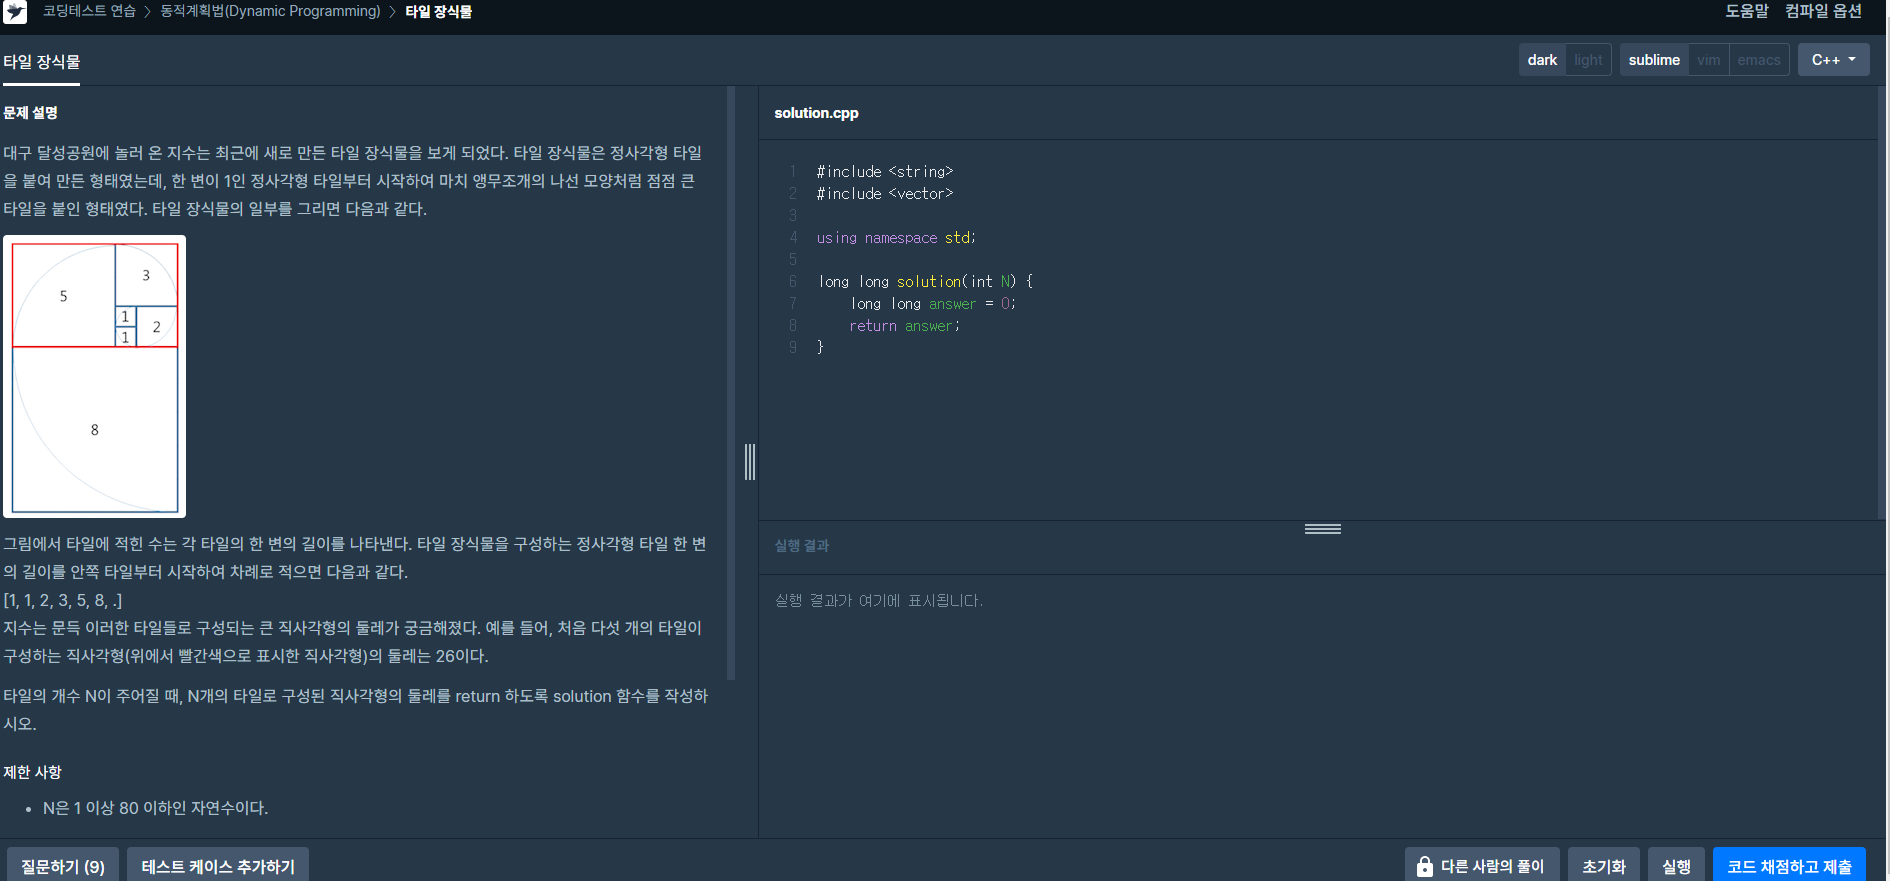 코딩테스트 연습 > 동적계획법(Dynamic Programming) > 타일 장식물
도움말 컴파일 옵션
타일 장식물
dark light sublime vim emacs C++
문제 설명
대구 달성공원에 놀러 온 지수는 최근에 새로 만든 타일 장식물을 보게 되었다. 타일 장식물은 정사각형 타일
을 붙여 만든 형태였는데, 한 변이 1인 정사각형 타일부터 시작하여 마치 앵무조개의 나선 모양처럼 점점 큰
타일을 붙인 형태였다. 타일 장식물의 일부를 그리면 다음과 같다.
3
5
1
2
1
8
그림에서 타일에 적힌 수는 각 타일의 한 변의 길이를 나타낸다. 타일 장식물을 구성하는 정사각형 타일 한 변
의 길이를 안쪽 타일부터 시작하여 차례로 적으면 다음과 같다.
[1, 1, 2, 3, 5, 8, .]
지수는 문득 이러한 타일들로 구성되는 큰 직사각형의 둘레가 궁금해졌다. 예를 들어, 처음 다섯 개의 타일이
구성하는 직사각형(위에서 빨간색으로 표시한 직사각형)의 둘레는 26이다.
타일의 개수 N이 주어질 때, N개의 타일로 구성된 직사각형의 둘레를 return 하도록 solution 함수를 작성하
시오.
제한 사항
• N은 1 이상 80 이하인 자연수이다.
solution.cpp
1 #include <string>
2 #include <vector>
3
4 using namespace std;
5
6 long long solution(int N) {
7     long long answer = 0;
8     return answer;
9 }
실행 결과
실행 결과가 여기에 표시됩니다.
질문하기 (9) 테스트 케이스 추가하기
다른 사람의 풀이 초기화 실행 코드 채점하고 제출